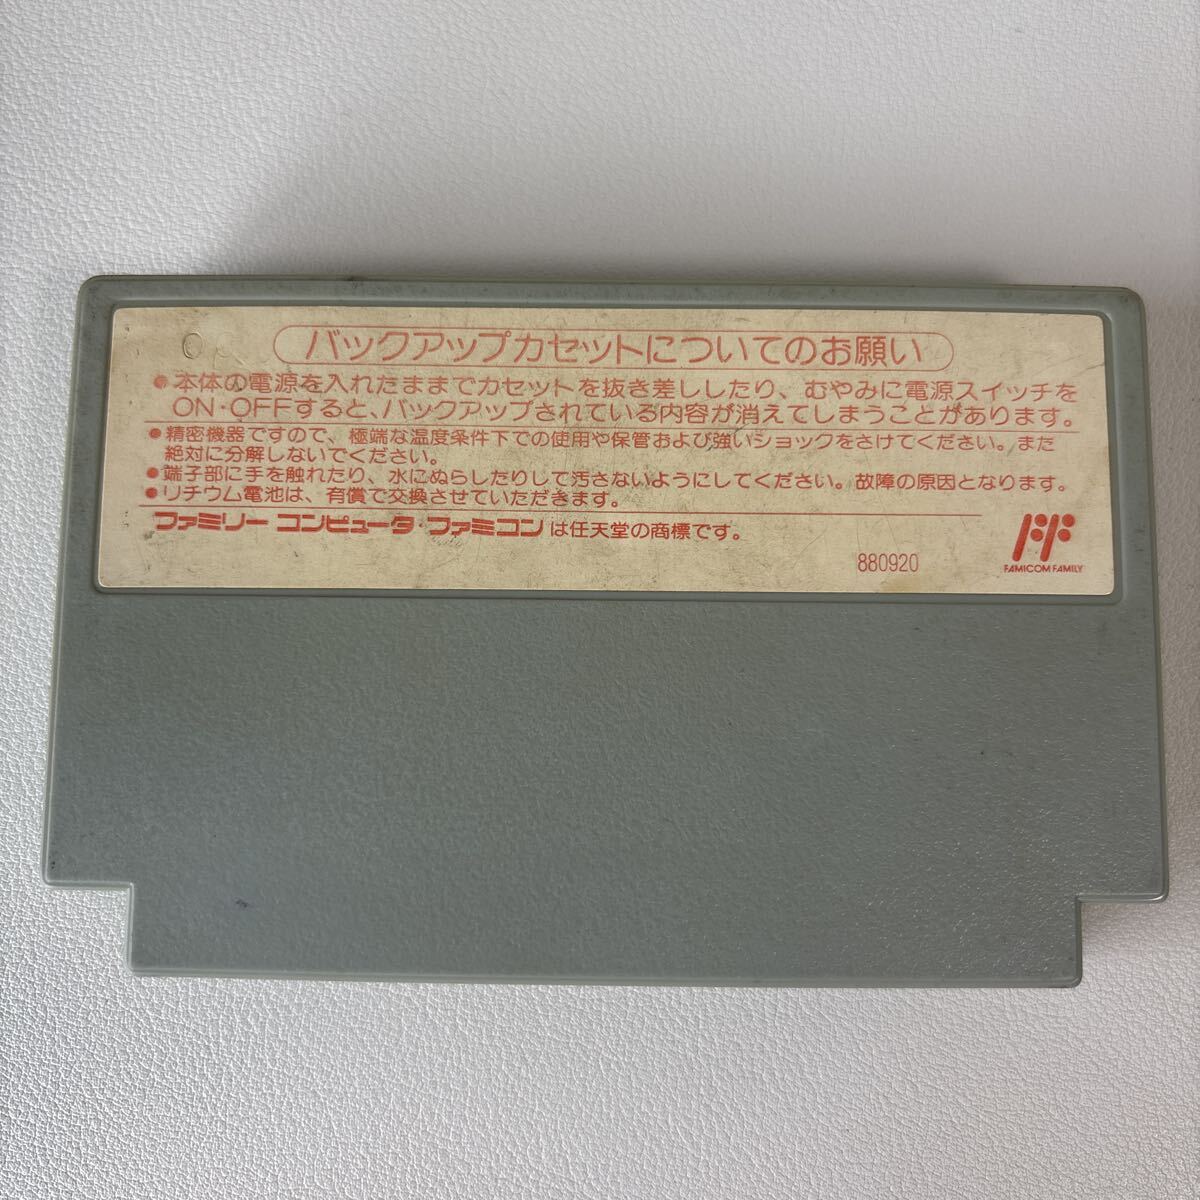 バックアップカセットについてのお願い
●本体の電源を入れたままでカセットを抜き差ししたり、むやみに電源スイッチを
ON・OFFすると、バックアップされている内容が消えてしまうことがあります。
●精密機器ですので、極端な温度条件下での使用や保管および強いショックをさけてください。また
絶対に分解しないでください。
●端子部に手を触れたり、水にぬらしたりして汚さないようにしてください。故障の原因となります。
●リチウム電池は、有償で交換させていただきます。
ファミリーコンピュータ・ファミコンは任天堂の商標です。
880920
FAMICOM FAMILY